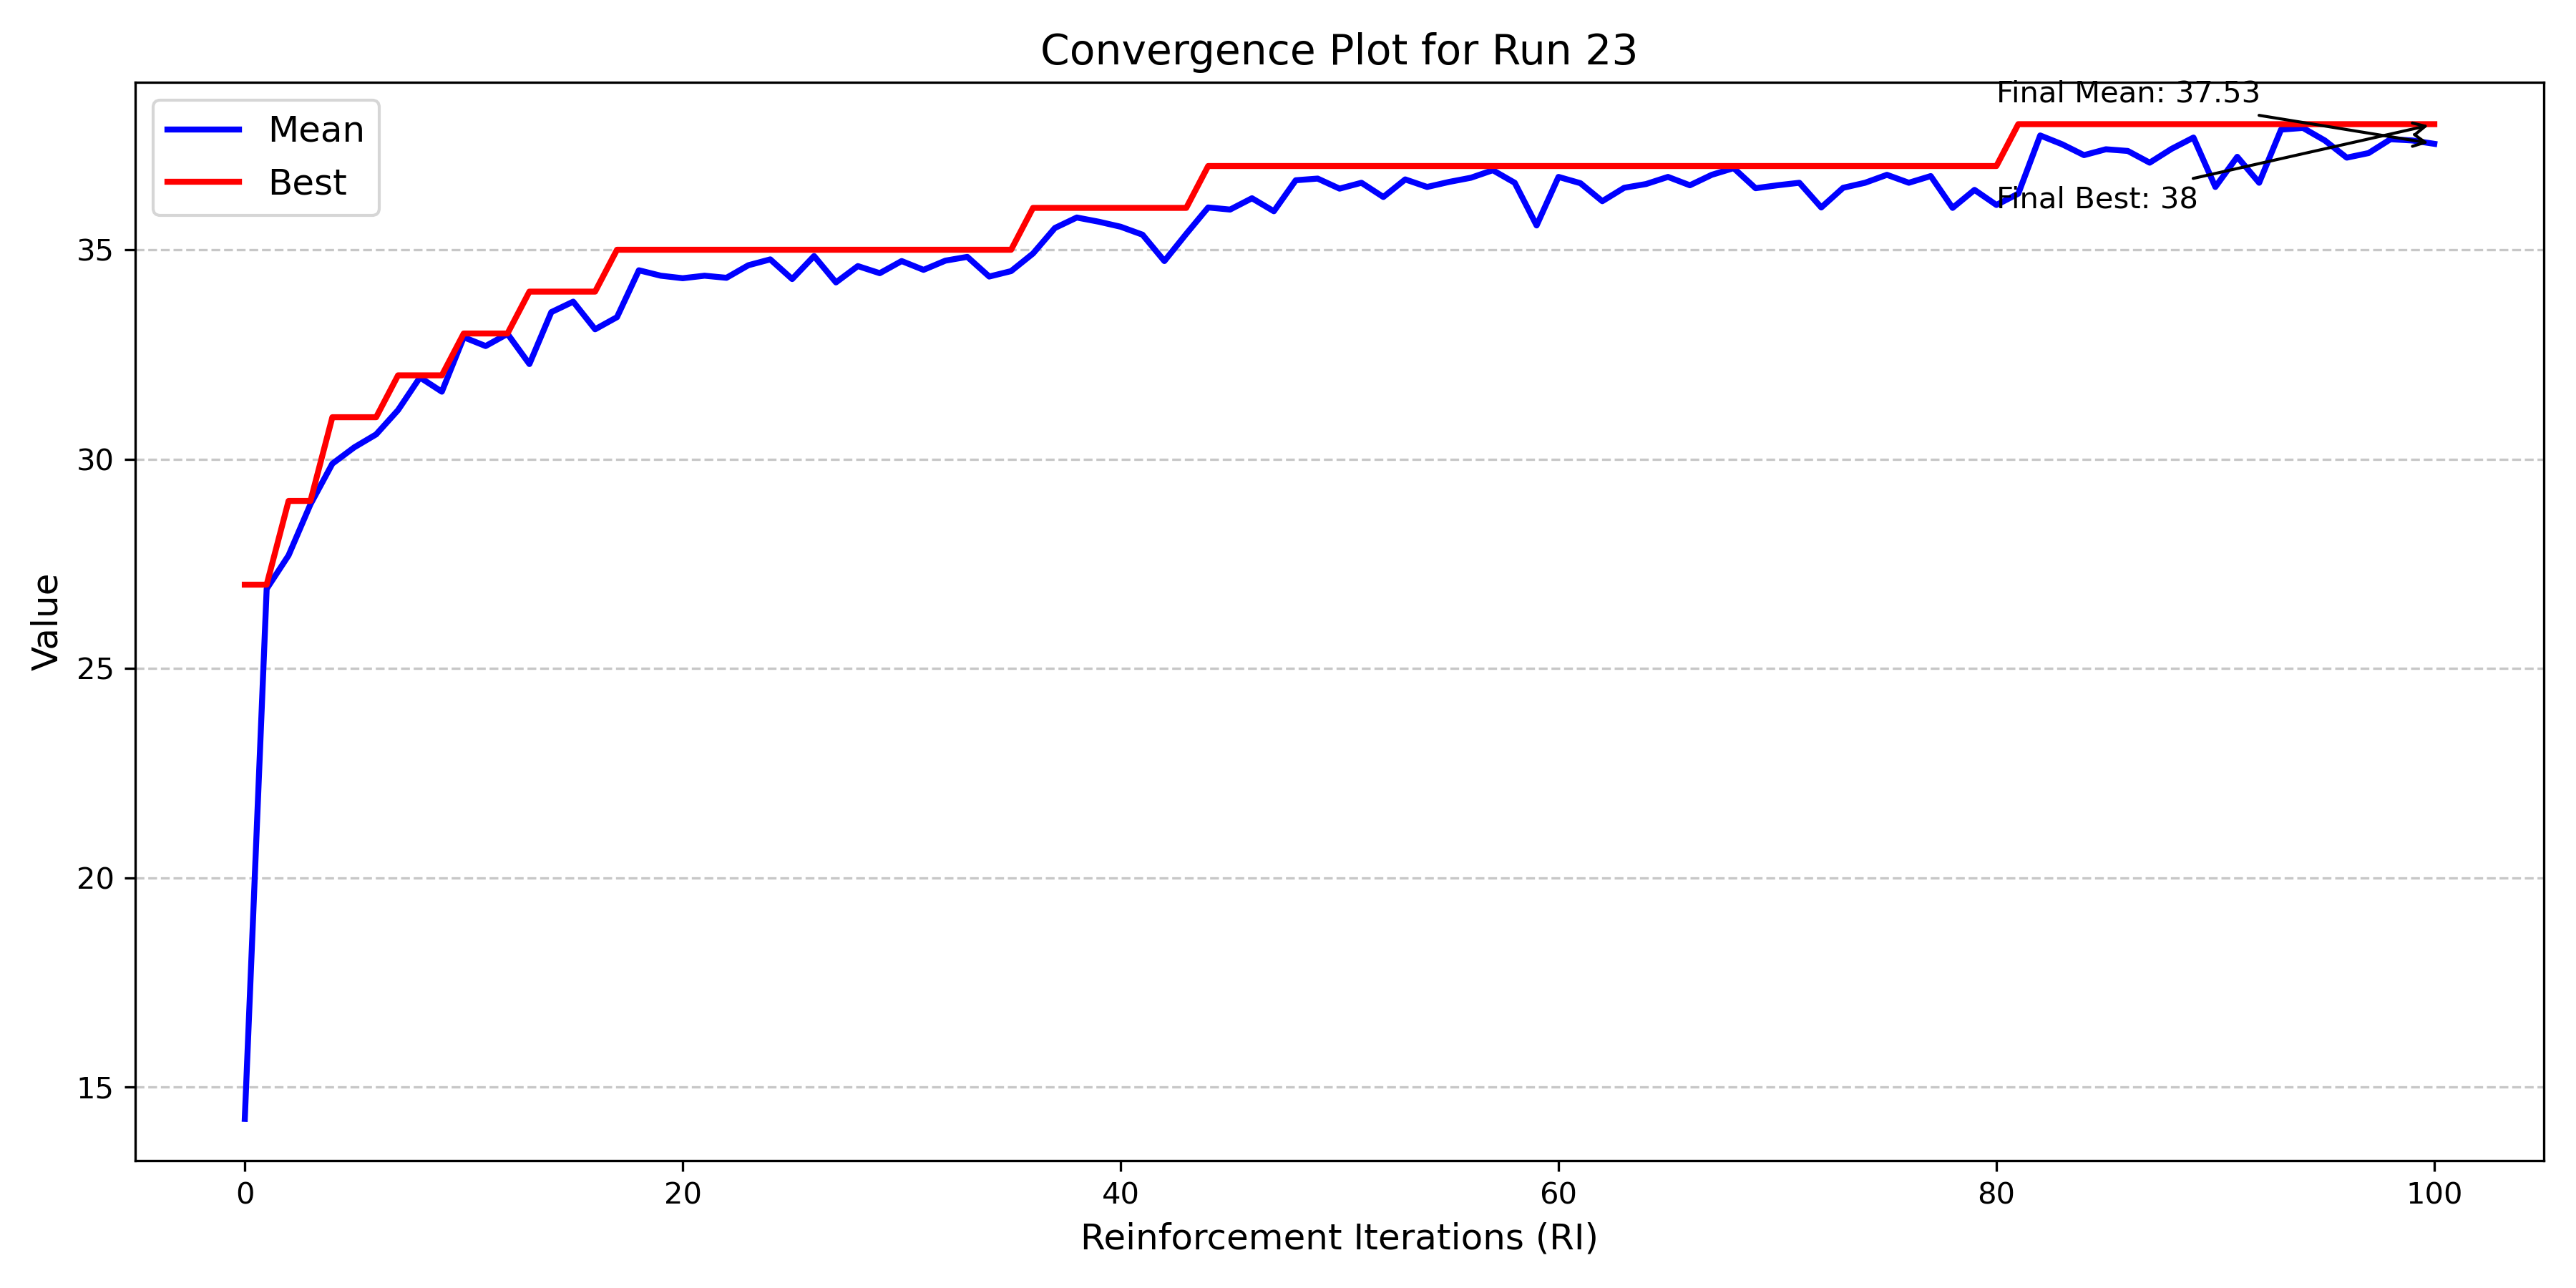 Convergence Plot for Run 23
Mean
Best
Final Mean: 37.53
Final Best: 38
Value
35
30
25
20
15
0
20
40
60
80
100
Reinforcement Iterations (RI)